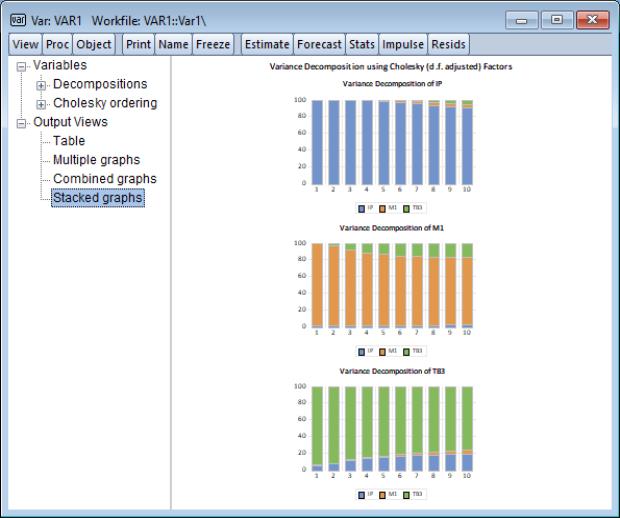 var Var: VAR1 Workfile: VAR1::Var1\
View Proc Object Print Name Freeze Estimate Forecast Stats Impulse Resids
Variables
Decompositions
Cholesky ordering
Output Views
Table
Multiple graphs
Combined graphs
Stacked graphs
Variance Decomposition using Cholesky (d.f. adjusted) Factors
Variance Decomposition of IP
100
80
60
40
20
0
1 2 3 4 5 6 7 8 9 10
IP M1 TB3
Variance Decomposition of M1
100
80
60
40
20
0
1 2 3 4 5 6 7 8 9 10
IP M1 TB3
Variance Decomposition of TB3
100
80
60
40
20
0
1 2 3 4 5 6 7 8 9 10
IP M1 TB3